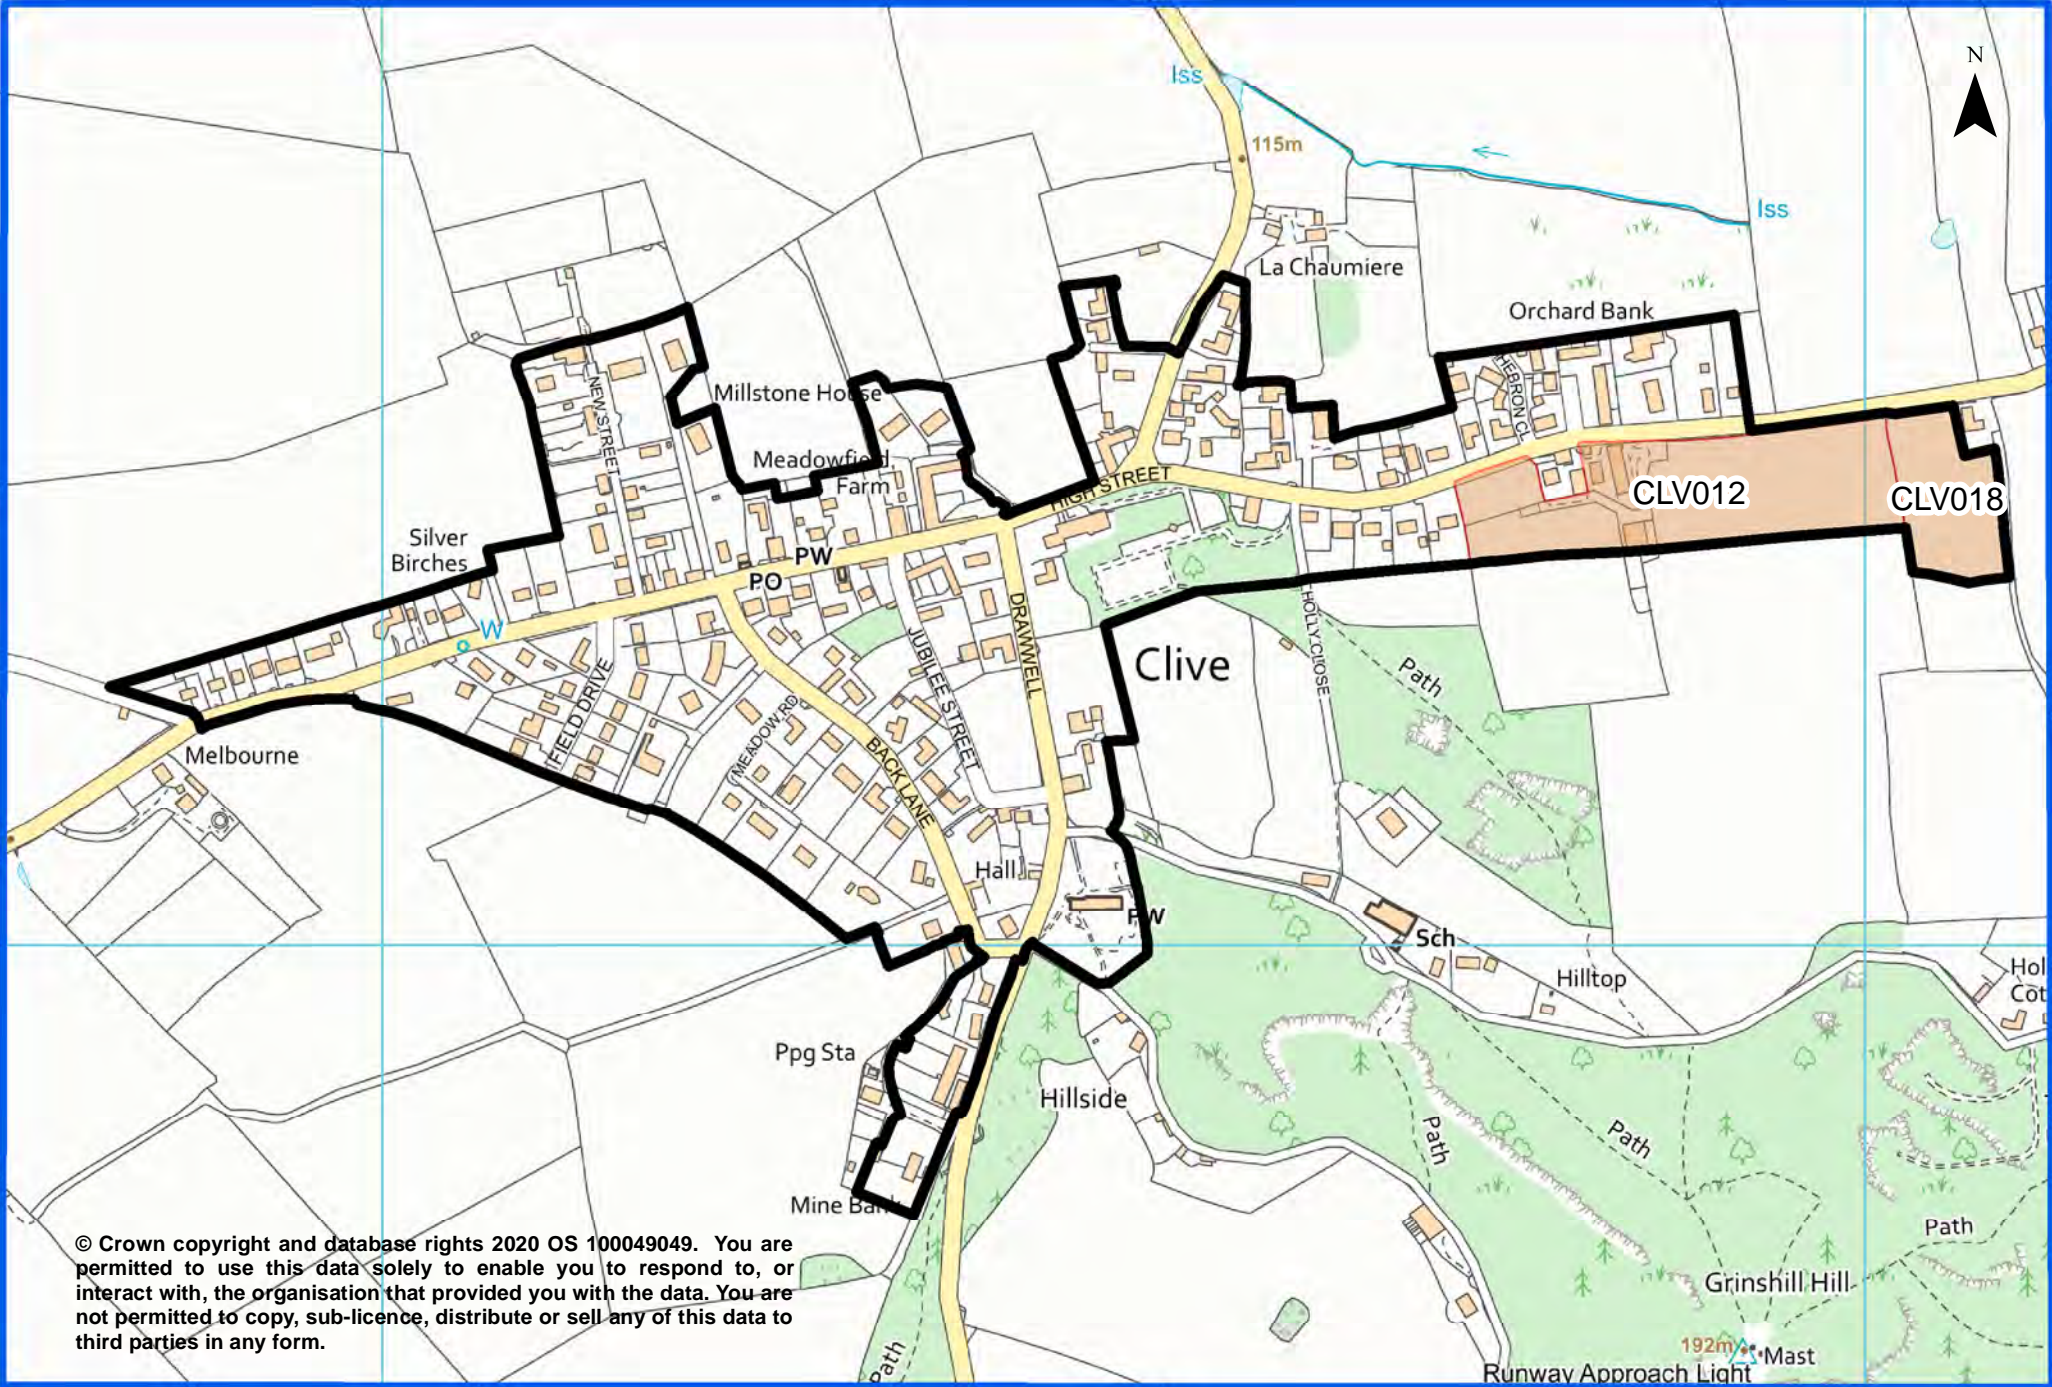 N
Iss
115m
Iss
La Chaumiere
Orchard Bank
HEBRON CL
NEW STREET
Millstone House
Meadowfield
Farm
HIGH STREET
CLV012
CLV018
Silver
Birches
PW
PO
W
DRAWWELL
HOLLY CLOSE
JUBILEE STREET
Clive
Path
FIELD DRIVE
MEADOW RD
BACK LANE
Melbourne
Hall
PW
Sch
Hilltop
Hol
Cot
Ppg Sta
Hillside
Path
Path
Mine Bank
Path
© Crown copyright and database rights 2020 OS 100049049. You are
permitted to use this data solely to enable you to respond to, or
interact with, the organisation that provided you with the data. You are
not permitted to copy, sub-licence, distribute or sell any of this data to
third parties in any form.
Path
Grinshill Hill
192m
Mast
Runway Approach Light